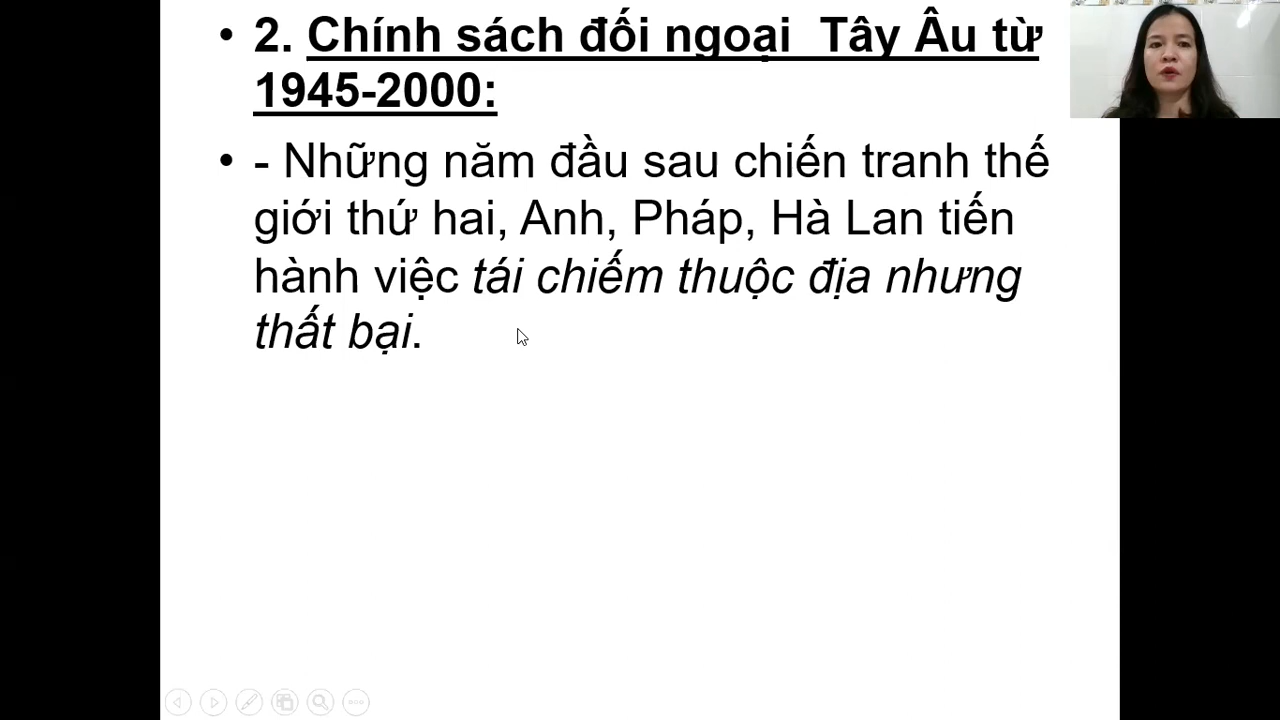 • 2. Chính sách đối ngoại  Tây Âu từ
1945-2000:
• - Những năm đầu sau chiến tranh thế
giới thứ hai, Anh, Pháp, Hà Lan tiến
hành việc tái chiếm thuộc địa nhưng
thất bại.